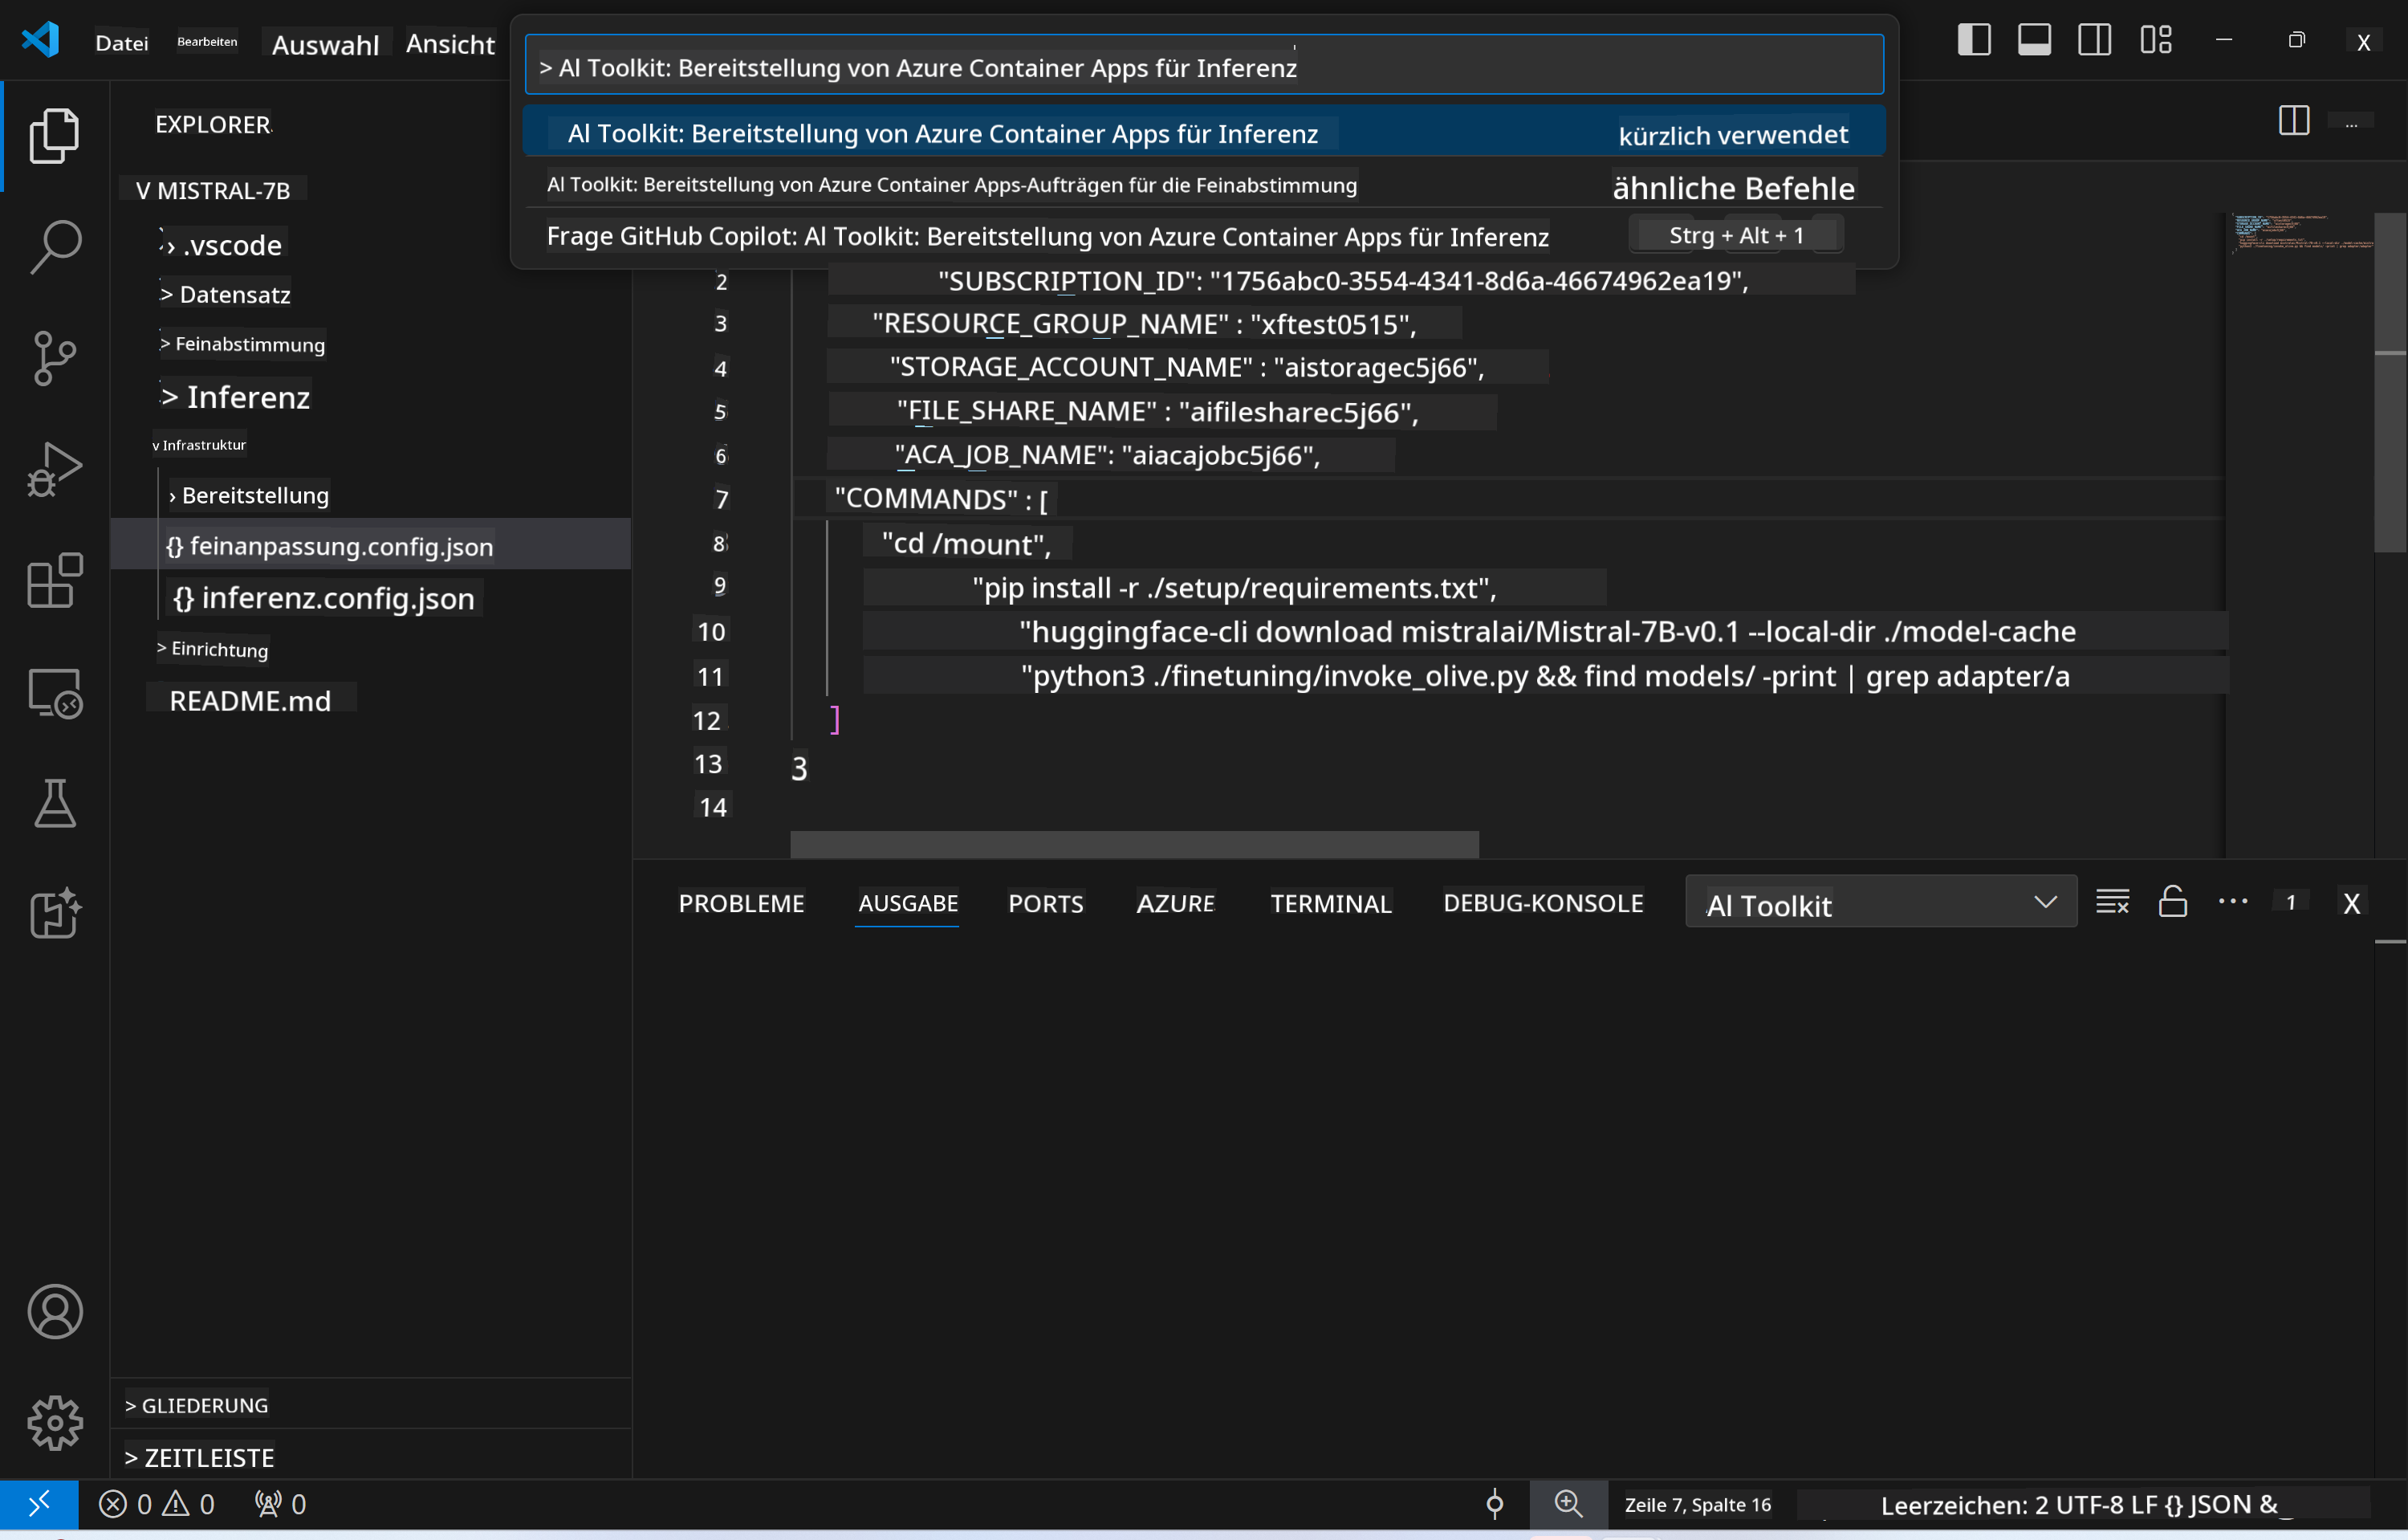 Datei Bearbeiten Auswahl Ansicht
> Al Toolkit: Bereitstellung von Azure Container Apps für Inferenz
X
Al Toolkit: Bereitstellung von Azure Container Apps für Inferenz kürzlich verwendet
Al Toolkit: Bereitstellung von Azure Container Apps-Aufträgen für die Feinabstimmung ähnliche Befehle
Frage GitHub Copilot: Al Toolkit: Bereitstellung von Azure Container Apps für Inferenz Strg + Alt + 1
EXPLORER
...
V MISTRAL-7B
› .vscode
> Datensatz
> Feinabstimmung
> Inferenz
v Infrastruktur
› Bereitstellung
{} feinanpassung.config.json
{} inferenz.config.json
> Einrichtung
README.md
> GLIEDERUNG
> ZEITLEISTE
2 "SUBSCRIPTION_ID": "1756abc0-3554-4341-8d6a-46674962ea19",
3 "RESOURCE_GROUP_NAME" : "xftest0515",
4 "STORAGE_ACCOUNT_NAME" : "aistoragec5j66",
5 "FILE_SHARE_NAME" : "aifilesharec5j66",
6 "ACA_JOB_NAME": "aiacajobc5j66",
7 "COMMANDS" : [
8 "cd /mount",
9 "pip install -r ./setup/requirements.txt",
10 "huggingface-cli download mistralai/Mistral-7B-v0.1 --local-dir ./model-cache
11 "python3 ./finetuning/invoke_olive.py && find models/ -print | grep adapter/a
12 ]
13 3
14
PROBLEME AUSGABE PORTS AZURE TERMINAL DEBUG-KONSOLE Al Toolkit ... 1 X
0 0 0 Zeile 7, Spalte 16 Leerzeichen: 2 UTF-8 LF {} JSON &